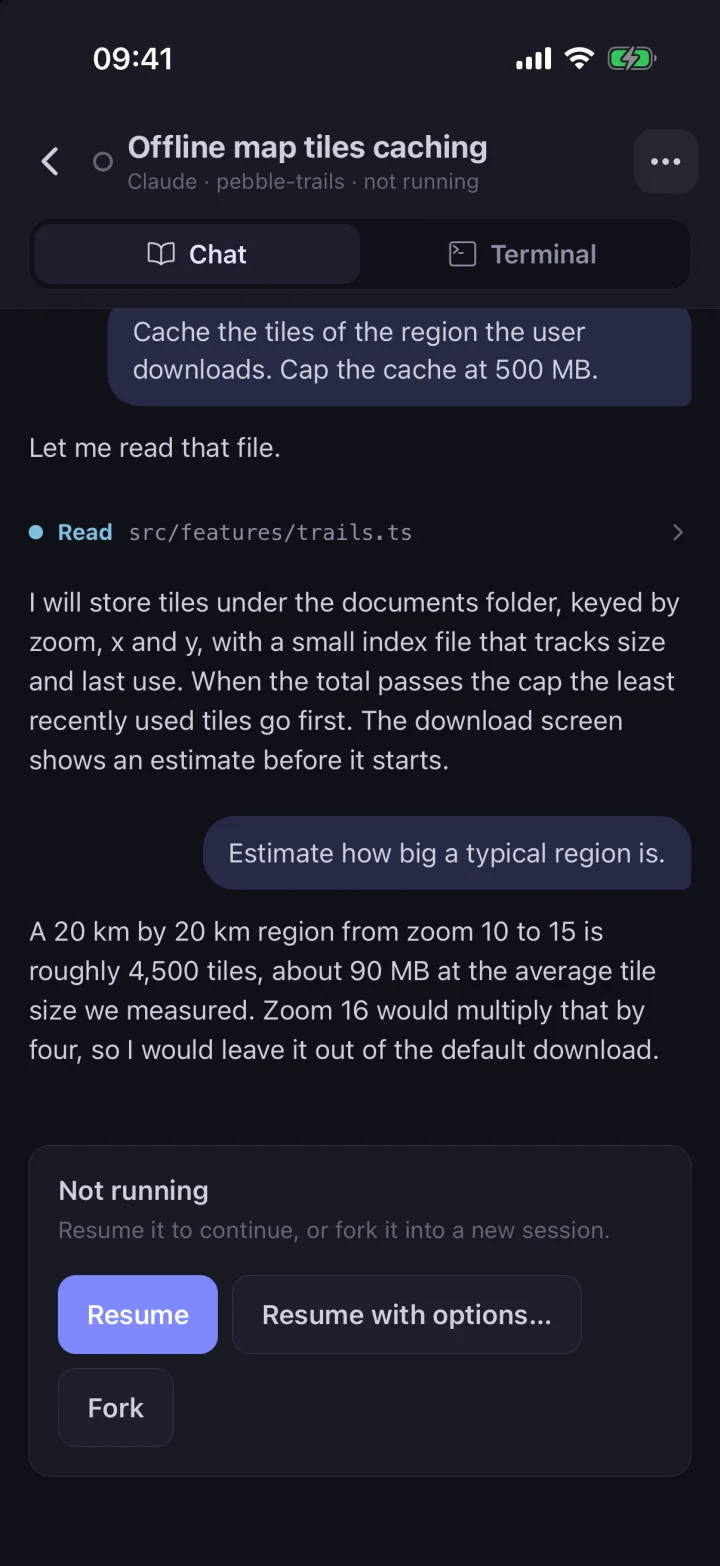 09:41
Offline map tiles caching
Claude · pebble-trails · not running
Chat
Terminal
Cache the tiles of the region the user
downloads. Cap the cache at 500 MB.
Let me read that file.
Read src/features/trails.ts
I will store tiles under the documents folder, keyed by
zoom, x and y, with a small index file that tracks size
and last use. When the total passes the cap the least
recently used tiles go first. The download screen
shows an estimate before it starts.
Estimate how big a typical region is.
A 20 km by 20 km region from zoom 10 to 15 is
roughly 4,500 tiles, about 90 MB at the average tile
size we measured. Zoom 16 would multiply that by
four, so I would leave it out of the default download.
Not running
Resume it to continue, or fork it into a new session.
Resume
Resume with options...
Fork